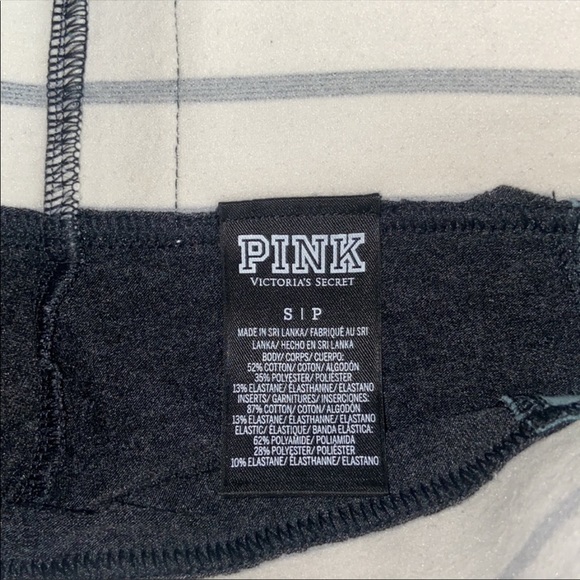 PINK
VICTORIA'S SECRET
S | P
MADE IN SRI LANKA/ FABRIQUÉ AU SRI
LANKA/ HECHO EN SRI LANKA
BODY/ CORPS/ CUERPO:
52% COTTON/ COTON/ ALGODÓN
35% POLYESTER/ POLIÉSTER
13% ELASTANE/ ÉLASTHANNE/ ELASTANO
INSERTS/ GARNITURES/ INSERCIONES:
87% COTTON/ COTON/ ALGODÓN
13% ELASTANE/ ÉLASTHANNE/ ELASTANO
ELASTIC/ ÉLASTIQUE/ BANDA ELÁSTICA:
62% POLYAMIDE/ POLIAMIDA
28% POLYESTER/ POLIÉSTER
10% ELASTANE/ ÉLASTHANNE/ ELASTANO